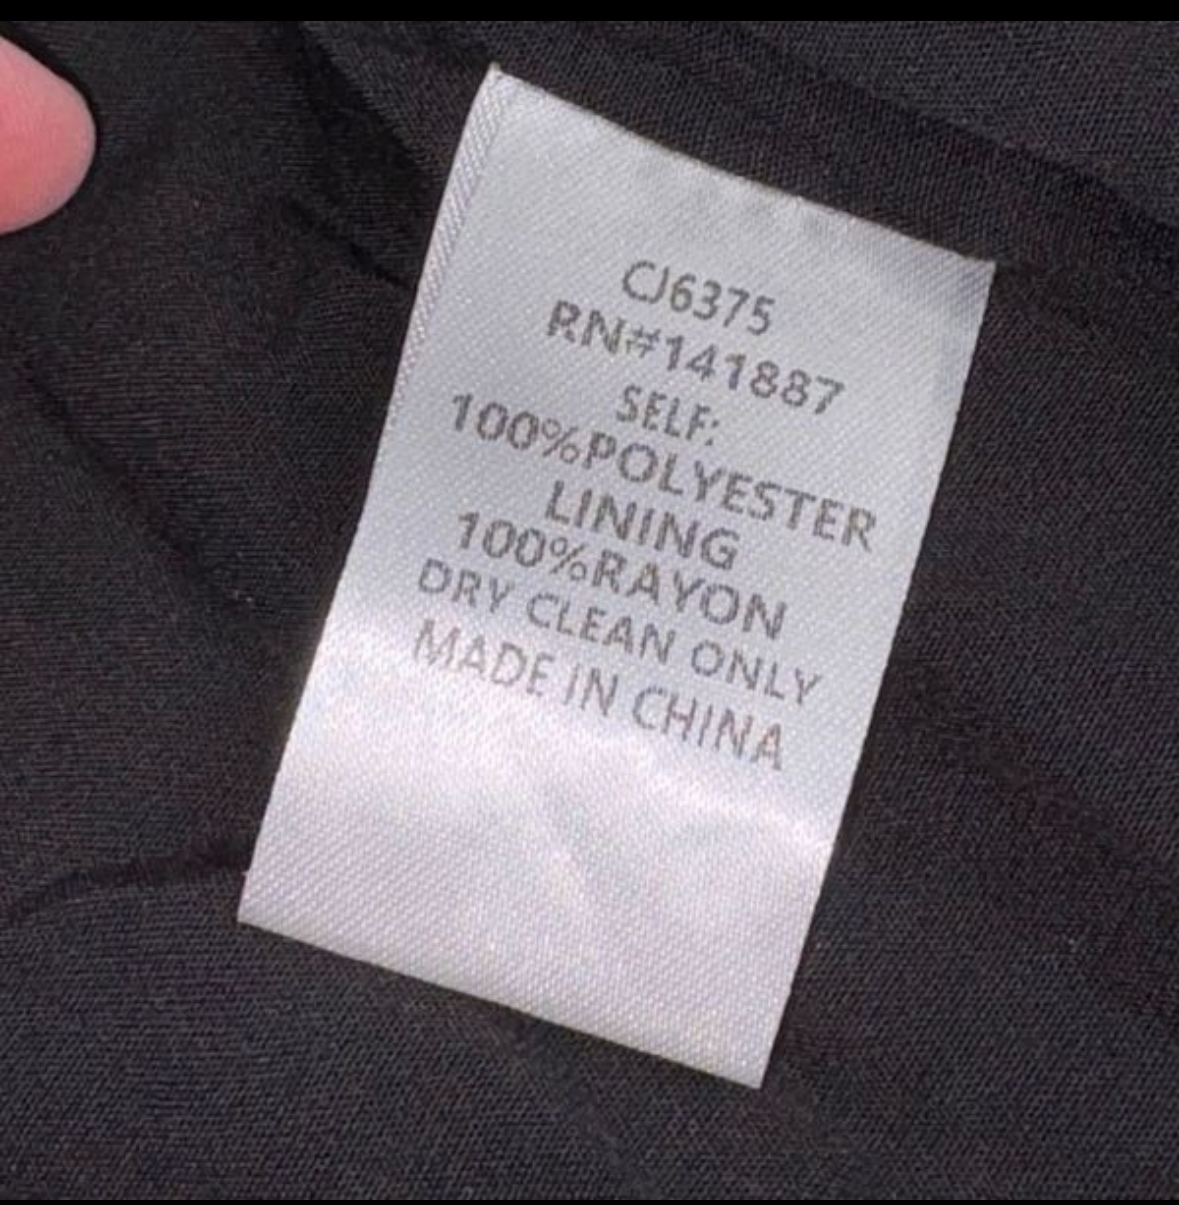 CJ6375
RN#141887
SELF:
100%POLYESTER
LINING
100%RAYON
DRY CLEAN ONLY
MADE IN CHINA